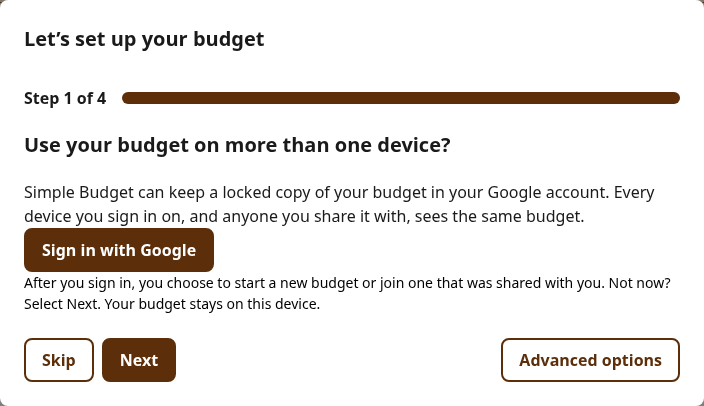 Let’s set up your budget
Step 1 of 4
Use your budget on more than one device?
Simple Budget can keep a locked copy of your budget in your Google account. Every
device you sign in on, and anyone you share it with, sees the same budget.
Sign in with Google
After you sign in, you choose to start a new budget or join one that was shared with you. Not now?
Select Next. Your budget stays on this device.
Skip
Next
Advanced options